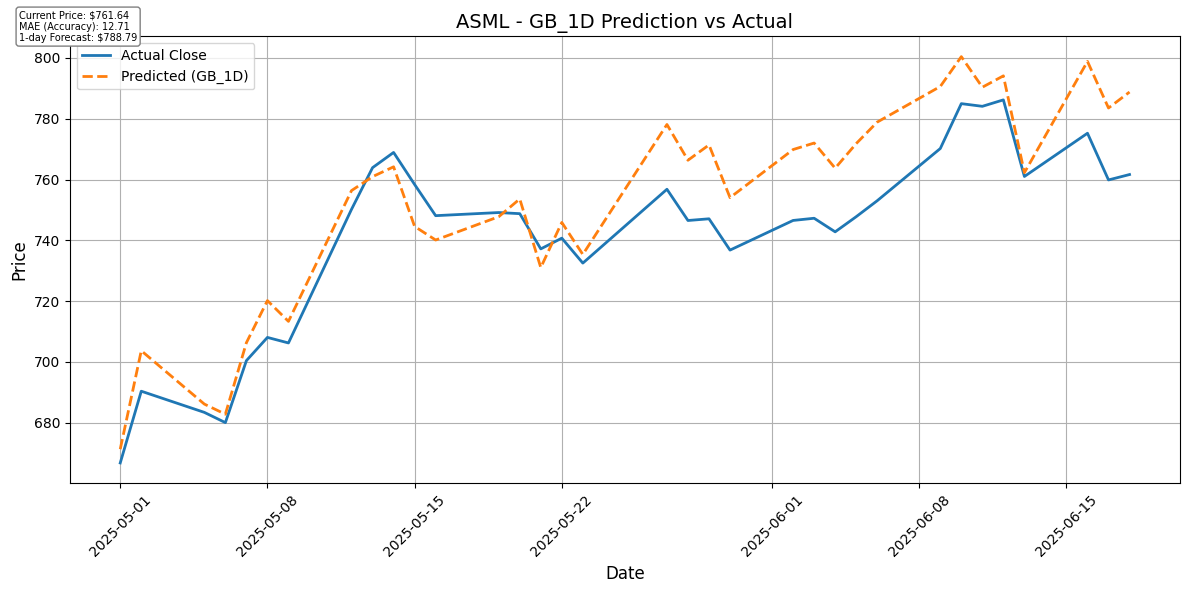 ASML - GB_1D Prediction vs Actual
Current Price: $761.64
MAE (Accuracy): 12.71
1-day Forecast: $788.79
Actual Close
Predicted (GB_1D)
Price
800
780
760
740
720
700
680
2025-05-01
2025-05-08
2025-05-15
2025-05-22
2025-06-01
2025-06-08
2025-06-15
Date